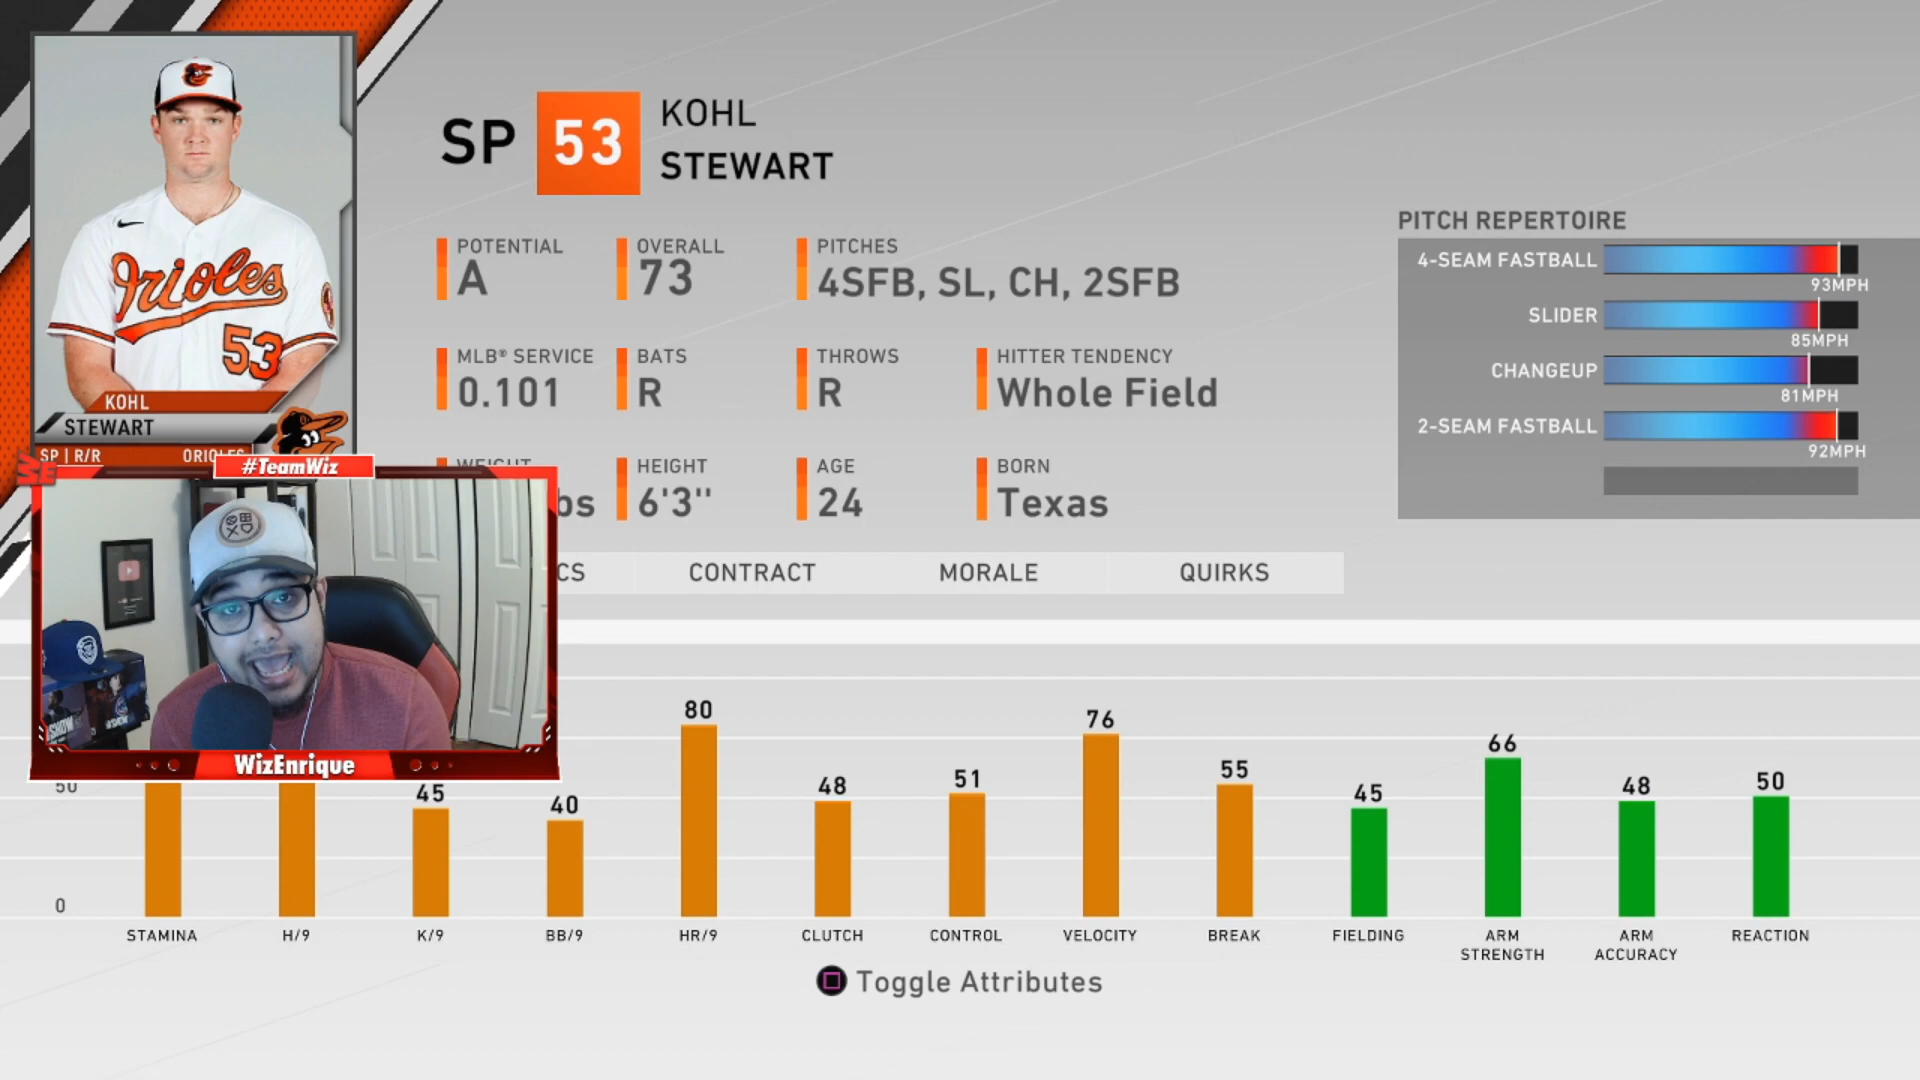 SP
53
KOHL
STEWART
POTENTIAL
A
OVERALL
73
PITCHES
4SFB, SL, CH, 2SFB
MLB® SERVICE
0.101
BATS
R
THROWS
R
HITTER TENDENCY
Whole Field
HEIGHT
6'3"
AGE
24
BORN
Texas
PITCH REPERTOIRE
4-SEAM FASTBALL
93MPH
SLIDER
85MPH
CHANGEUP
81MPH
2-SEAM FASTBALL
92MPH
Orioles
53
KOHL
STEWART
SP | R/R
ORIOLES
#TeamWiz
WizEnrique
CONTRACT
MORALE
QUIRKS
50
0
45
40
80
48
51
76
55
45
66
48
50
STAMINA
H/9
K/9
BB/9
HR/9
CLUTCH
CONTROL
VELOCITY
BREAK
FIELDING
ARM STRENGTH
ARM ACCURACY
REACTION
Toggle Attributes